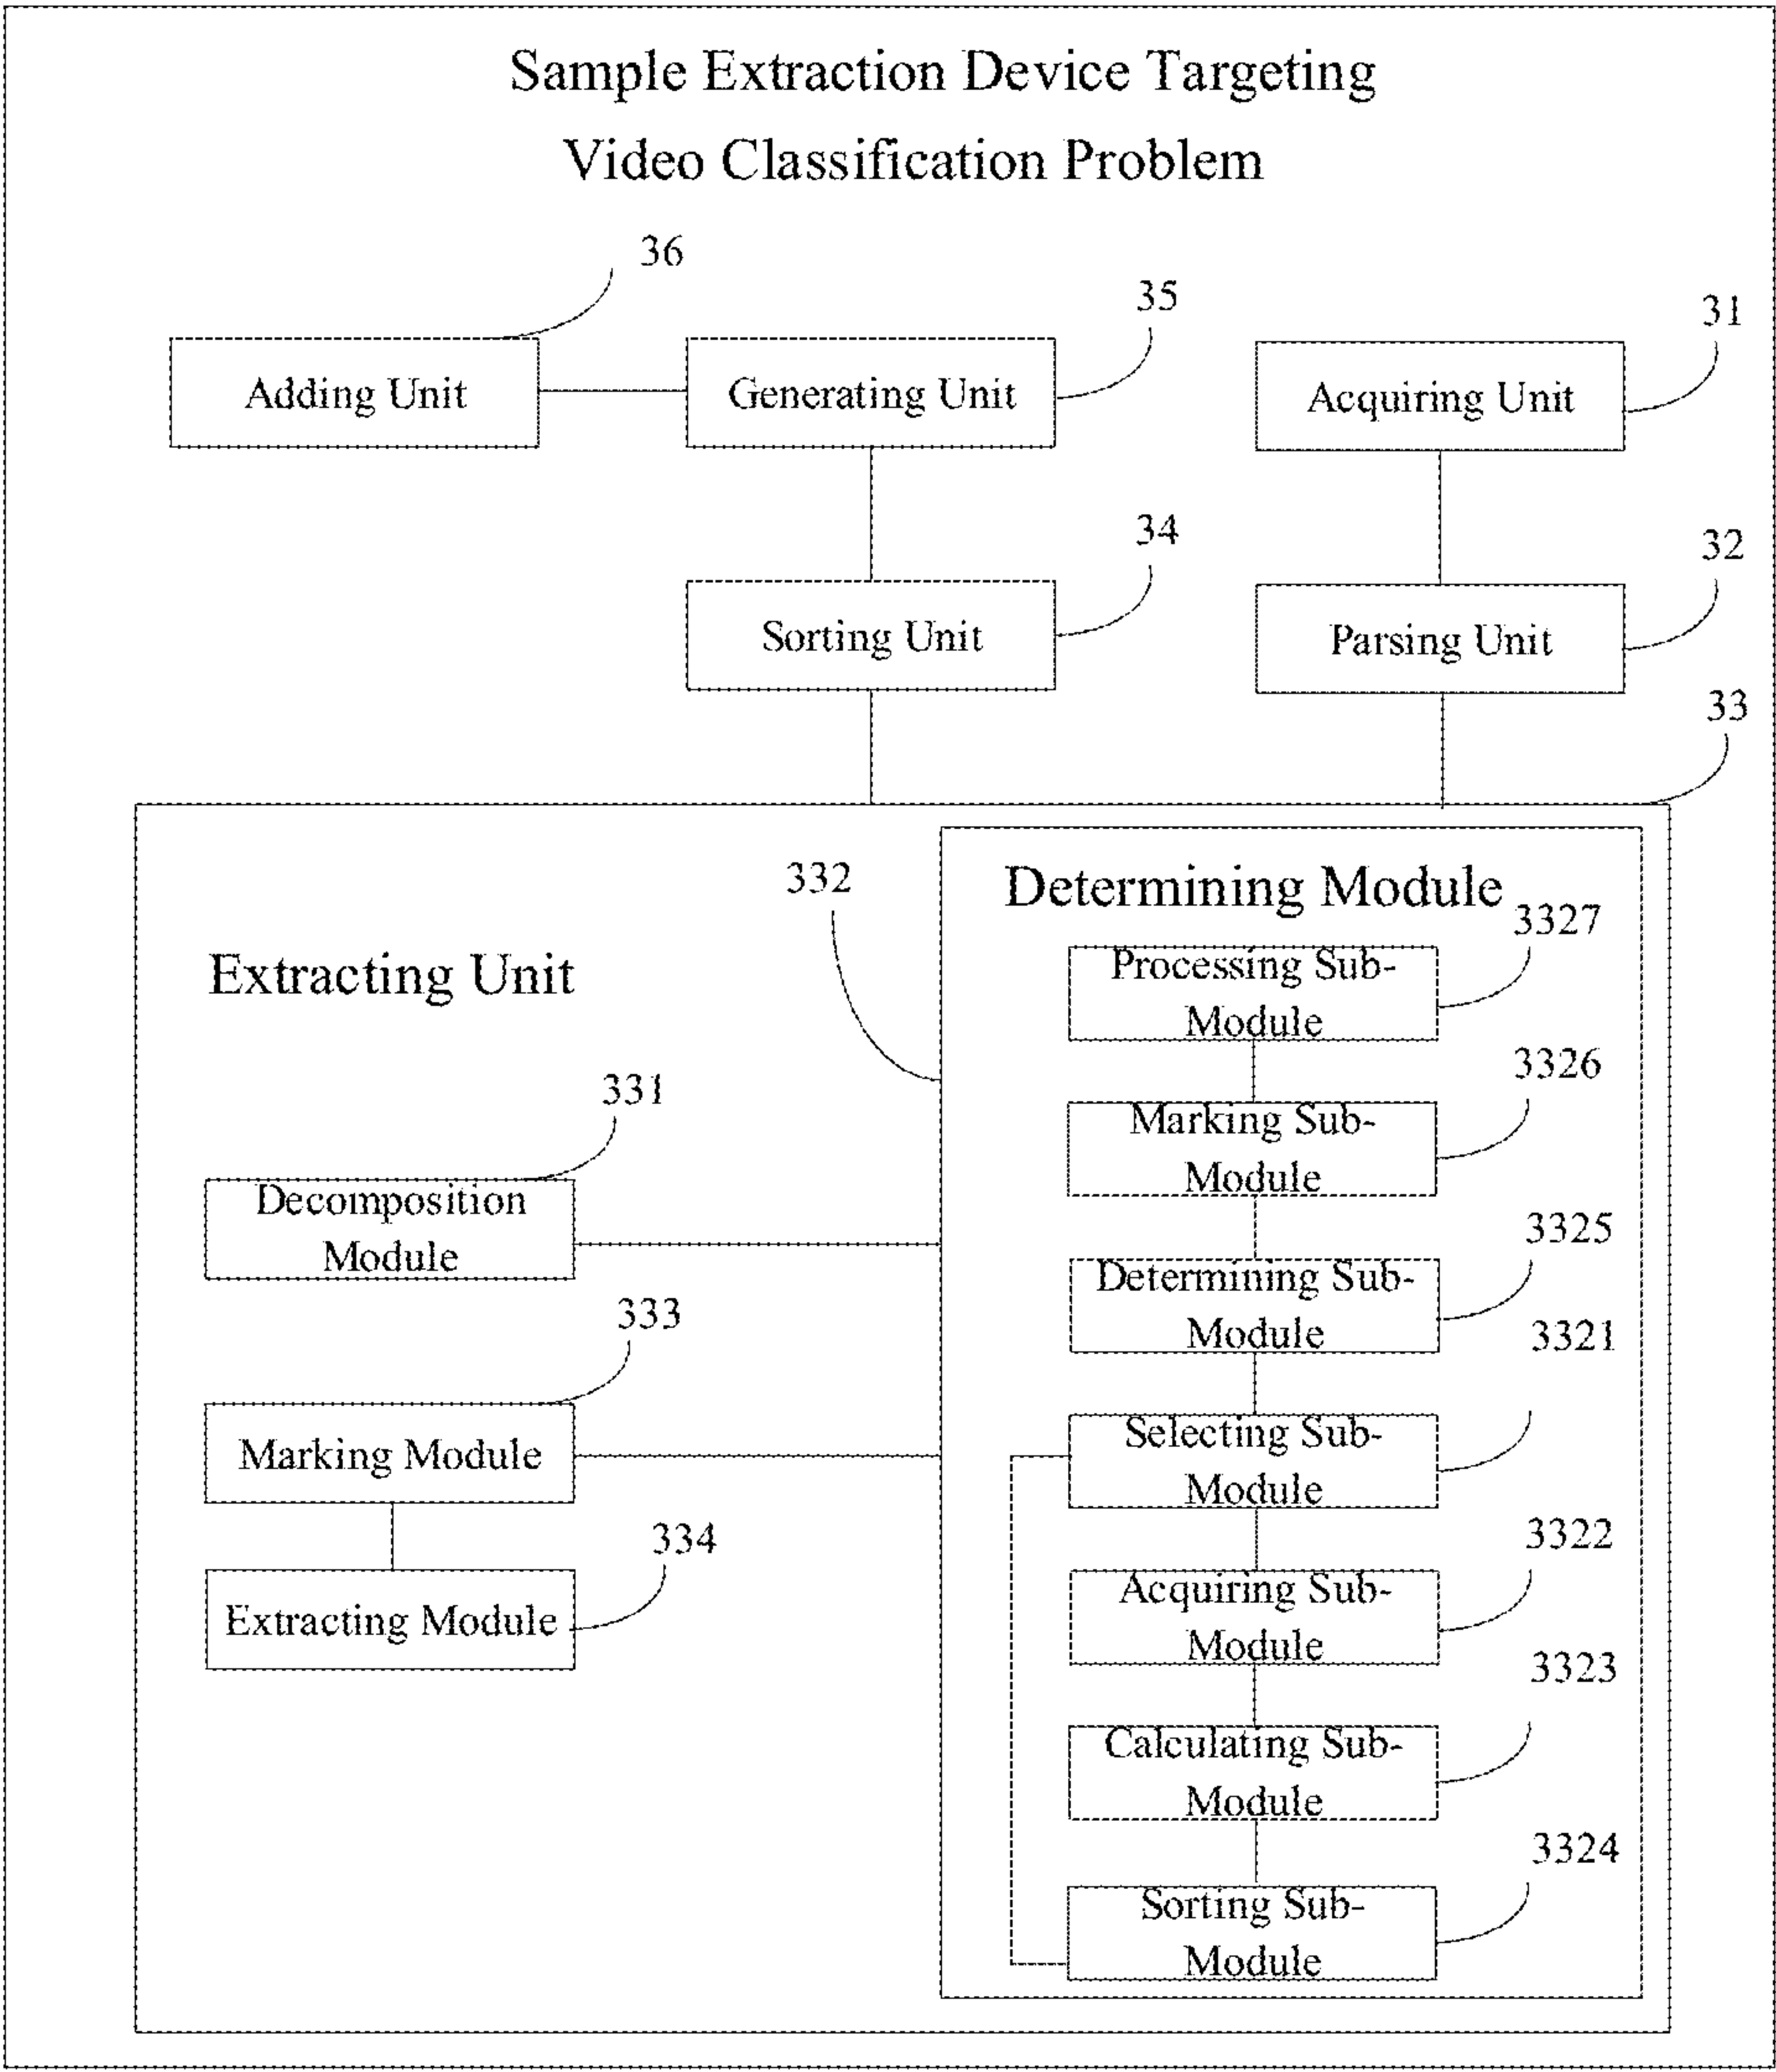 Sample Extraction Device Targeting
Video Classification Problem
36
35
31
Adding Unit
Generating Unit
Acquiring Unit
34
32
Sorting Unit
Parsing Unit
33
332
Determining Module
3327
Extracting Unit
Processing Sub-
Module
3326
331
Marking Sub-
Module
Decomposition
Module
3325
Determining Sub-
Module
333
3321
Marking Module
Selecting Sub-
Module
334
3322
Extracting Module
Acquiring Sub-
Module
3323
Calculating Sub-
Module
3324
Sorting Sub-
Module